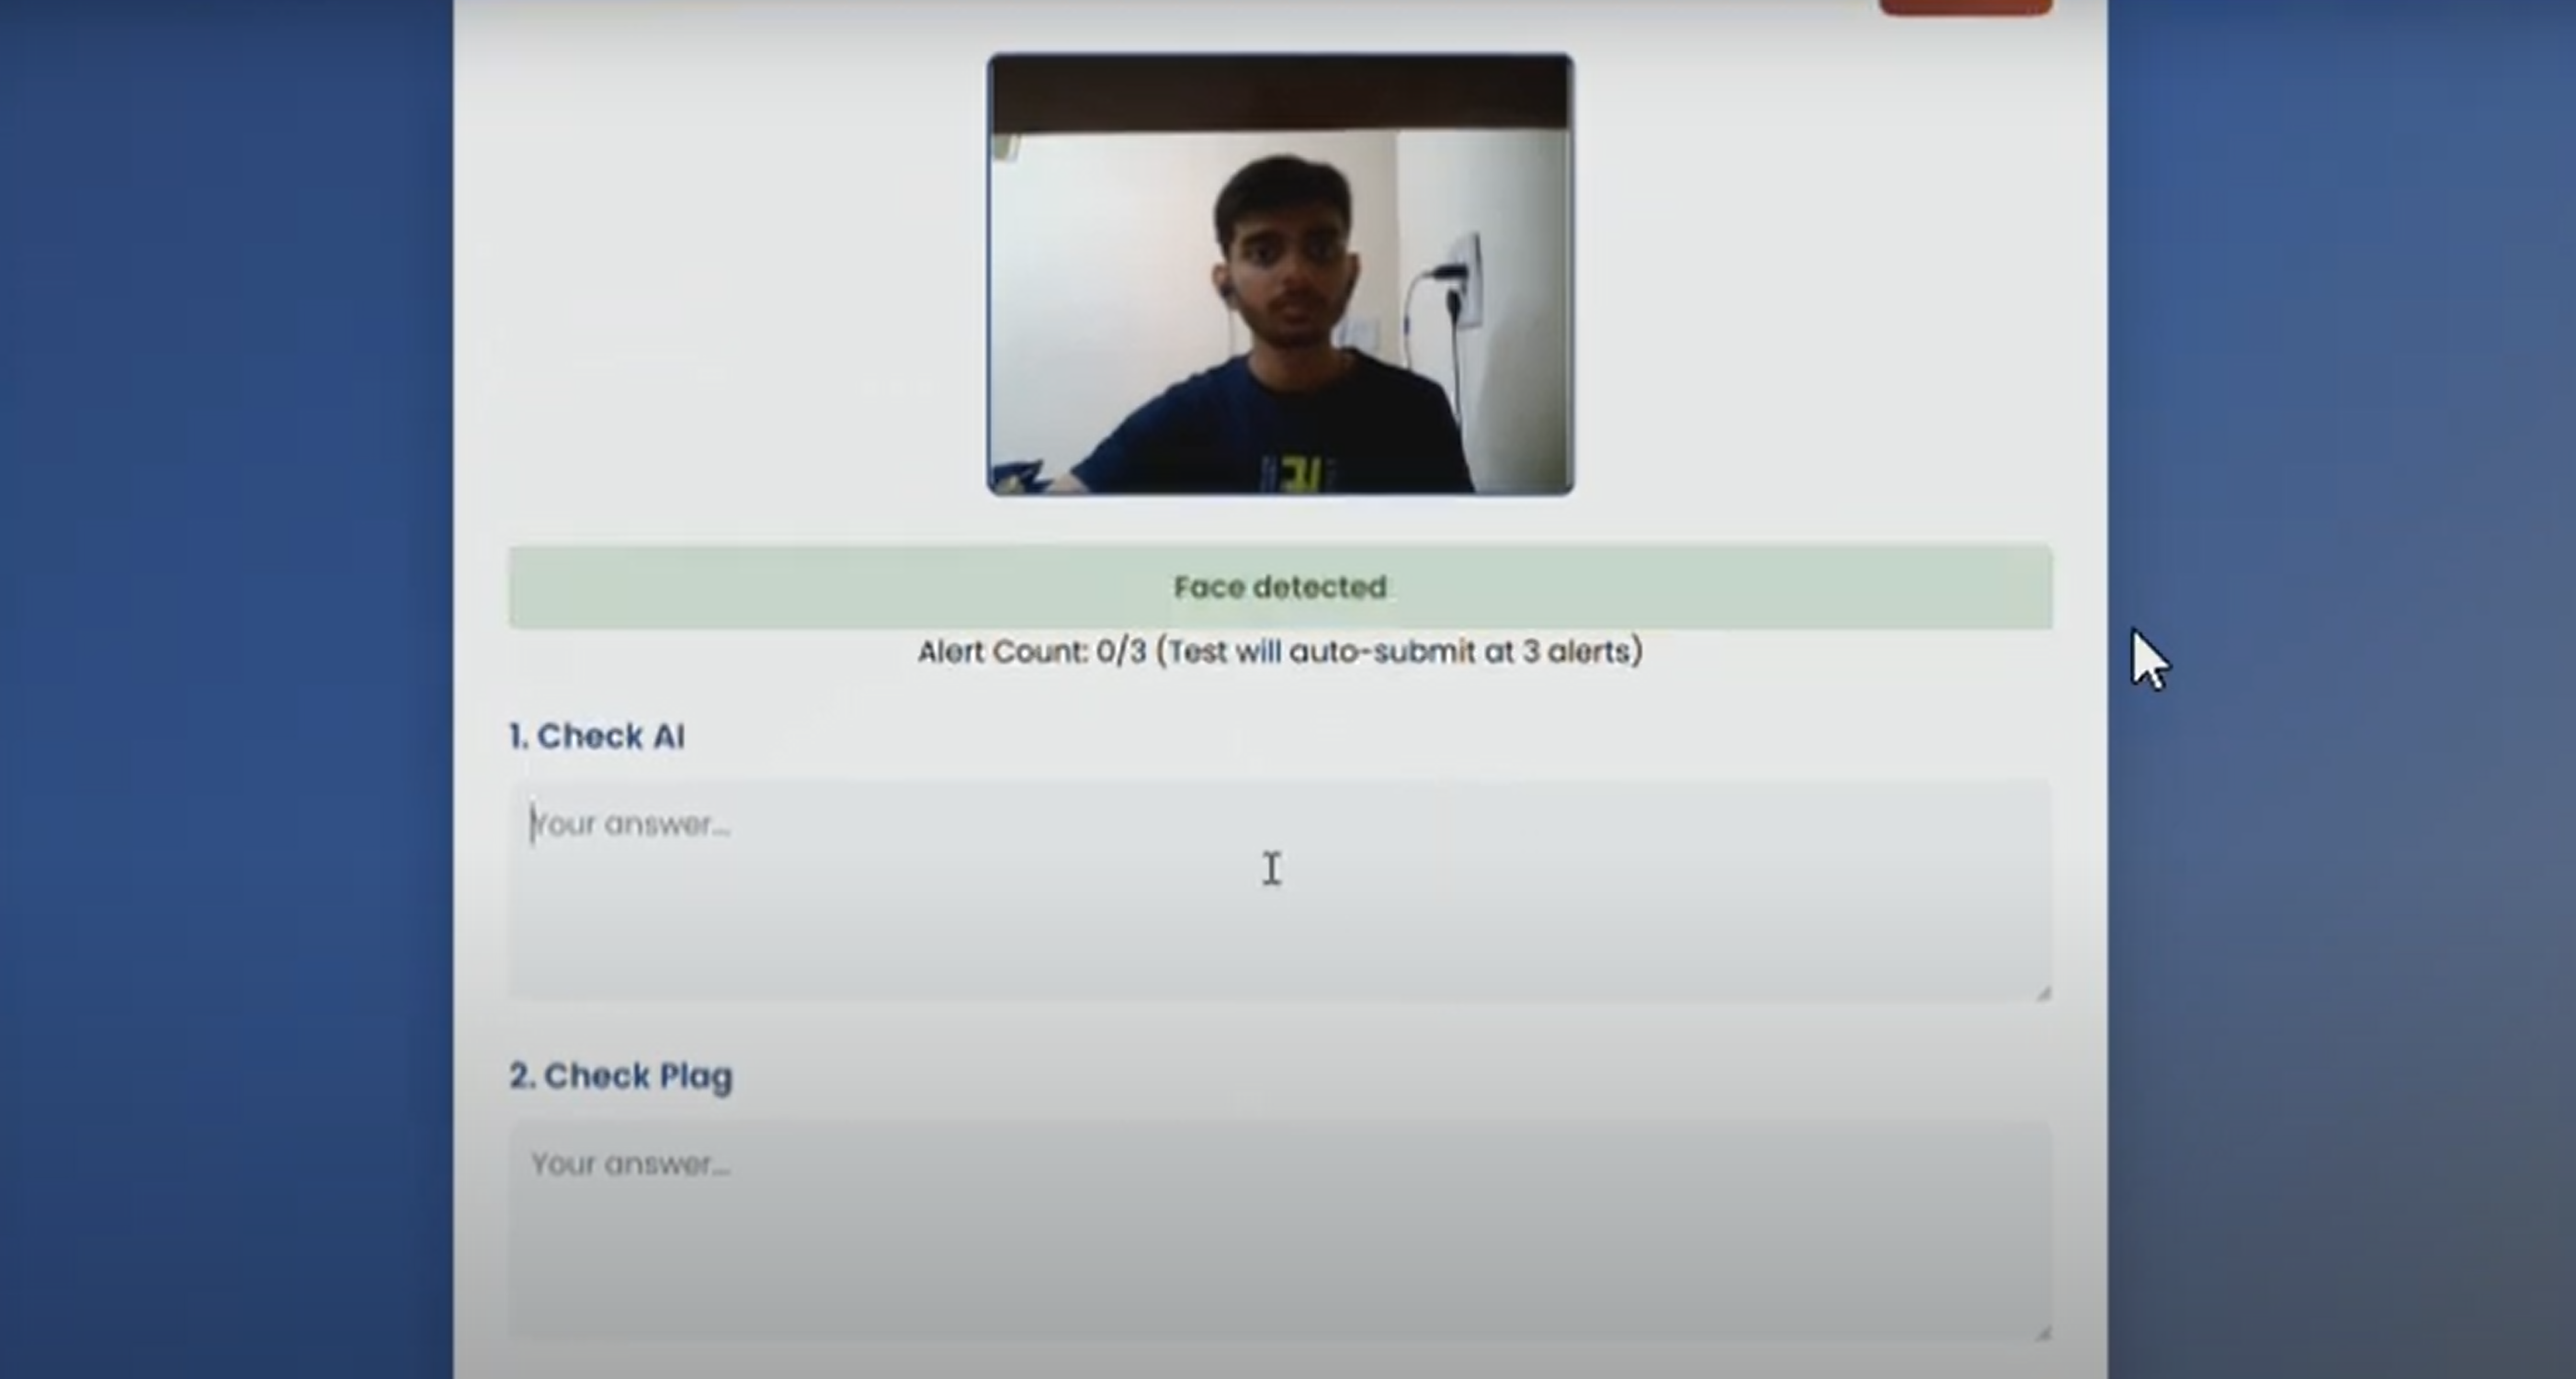 Face detected
Alert Count: 0/3 (Test will auto-submit at 3 alerts)
1. Check AI
Your answer...
2. Check Plag
Your answer...